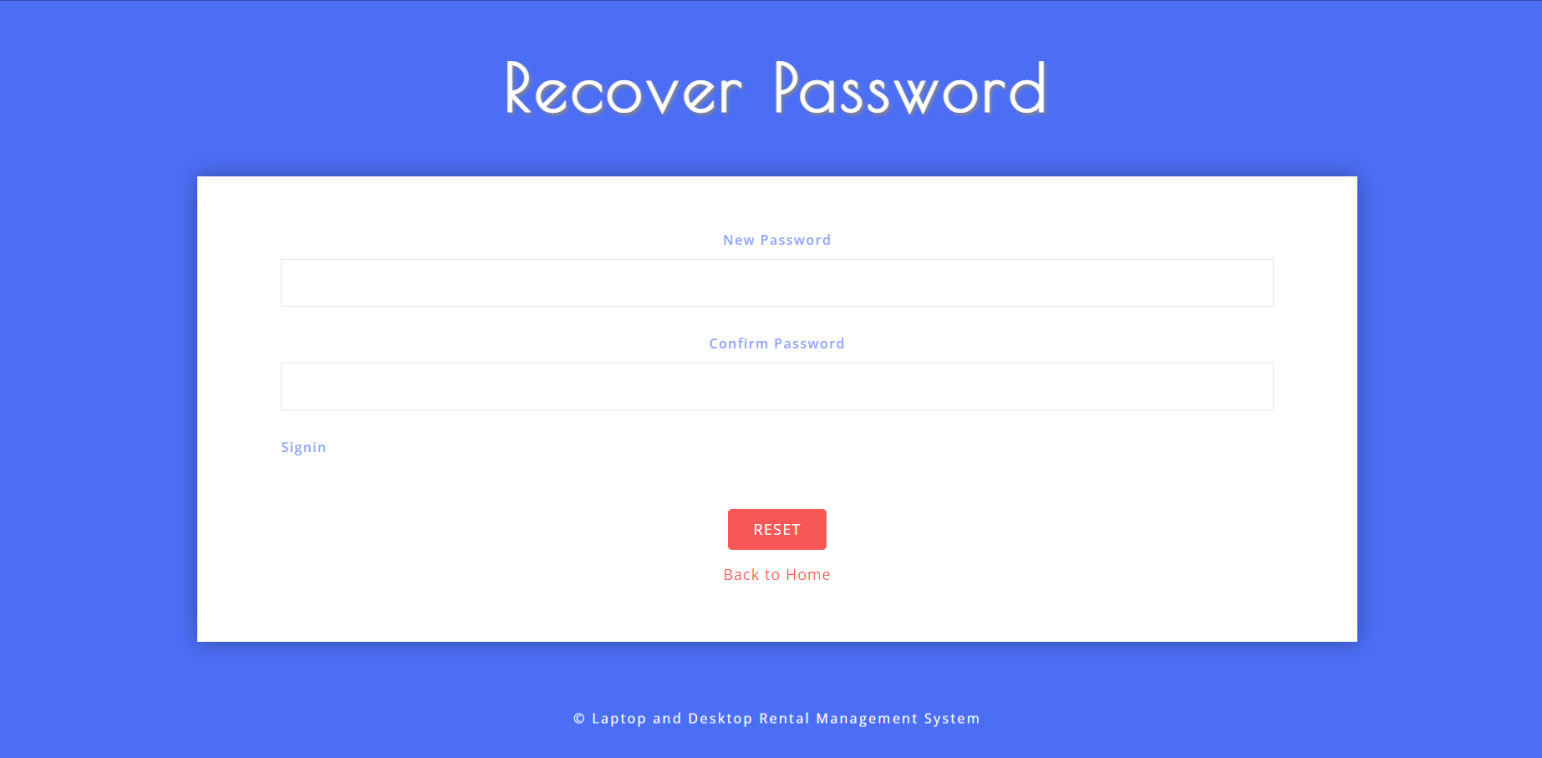 Recover Password
New Password
Confirm Password
Signin
RESET
Back to Home
© Laptop and Desktop Rental Management System